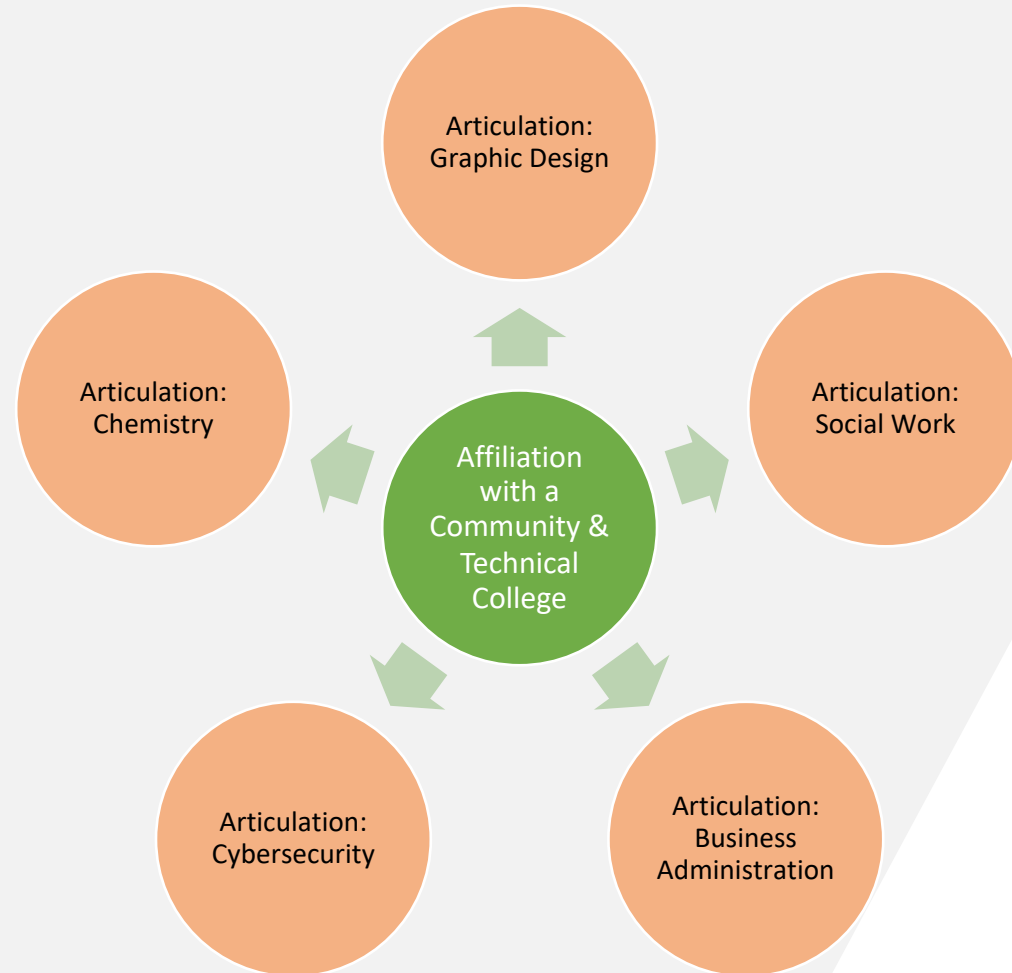 Articulation:
Graphic Design
Articulation:
Chemistry
Articulation:
Social Work
Affiliation
with a
Community &
Technical
College
Articulation:
Cybersecurity
Articulation:
Business
Administration